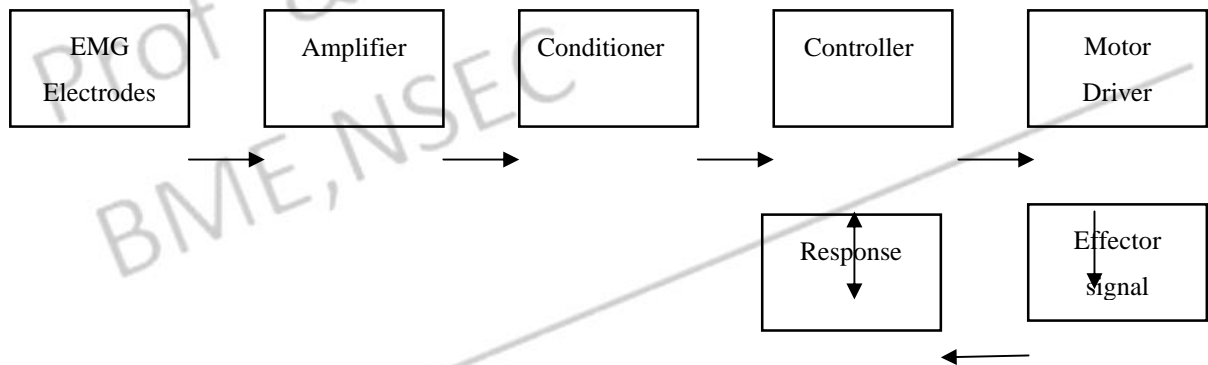 EMG
Electrodes
Amplifier
Conditioner
Controller
Motor
Driver
Response
Effector
signal
Prof
BME,NSEC